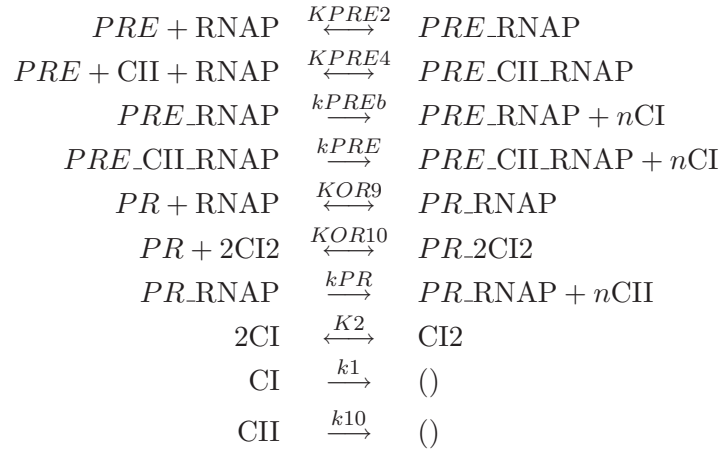 PRE + RNAP KPRE2 ⟷ PRE_RNAP
PRE + CII + RNAP KPRE4 ⟷ PRE_CII_RNAP
PRE_RNAP kPREb ⟶ PRE_RNAP + nCI
PRE_CII_RNAP kPRE ⟶ PRE_CII_RNAP + nCI
PR + RNAP KOR9 ⟷ PR_RNAP
PR + 2CI2 KOR10 ⟷ PR_2CI2
PR_RNAP kPR ⟶ PR_RNAP + nCII
2CI K2 ⟷ CI2
CI k1 ⟶ ()
CII k10 ⟶ ()